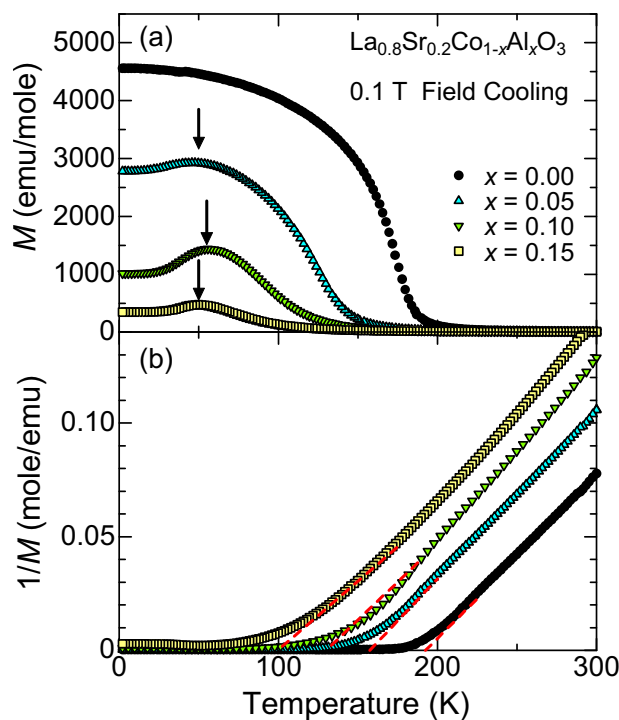 (a)
La0.8Sr0.2Co1-xAlxO3
0.1 T Field Cooling
x = 0.00
x = 0.05
x = 0.10
x = 0.15
M (emu/mole)
5000
4000
3000
2000
1000
0
(b)
1/M (mole/emu)
0.10
0.05
0
0 100 200 300
Temperature (K)